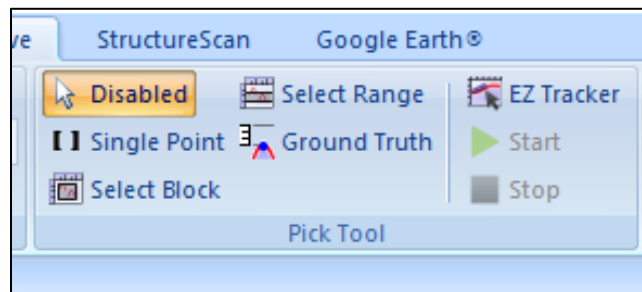 ve StructureScan Google Earth®
Disabled Select Range EZ Tracker
[ ] Single Point Ground Truth Start
Select Block Stop
Pick Tool